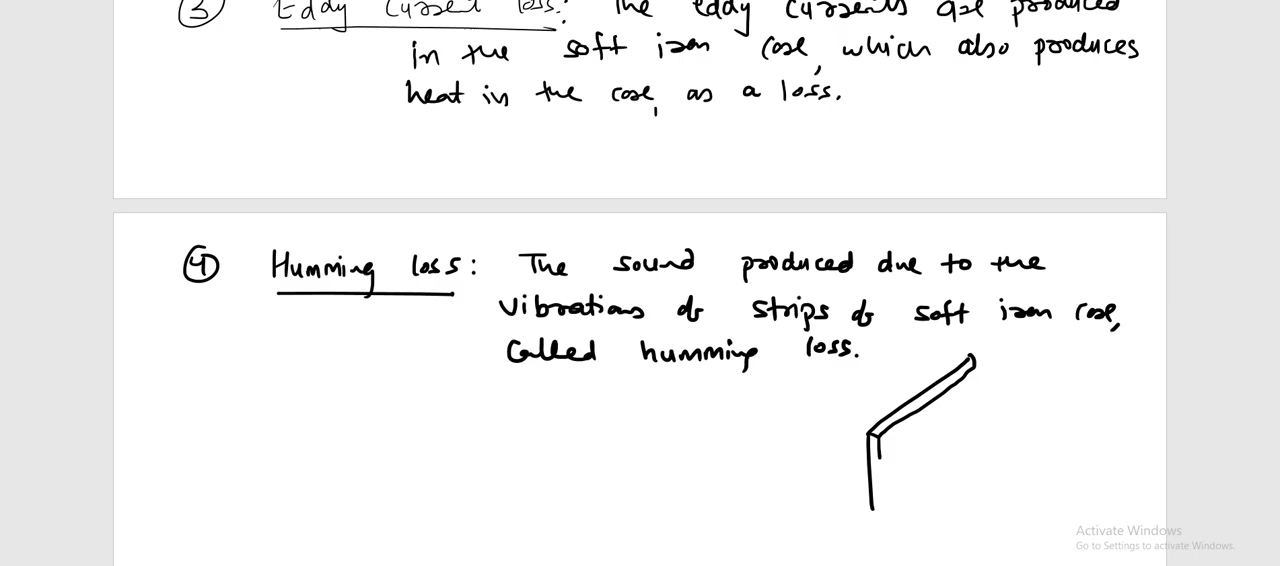 ③ Eddy Current loss: The eddy currents are produced
in the soft iron core, which also produces
heat in the core, as a loss.
④ Humming loss: The sound produced due to the
vibrations of strips of soft iron core,
called humming loss.
Activate Windows
Go to Settings to activate Windows.